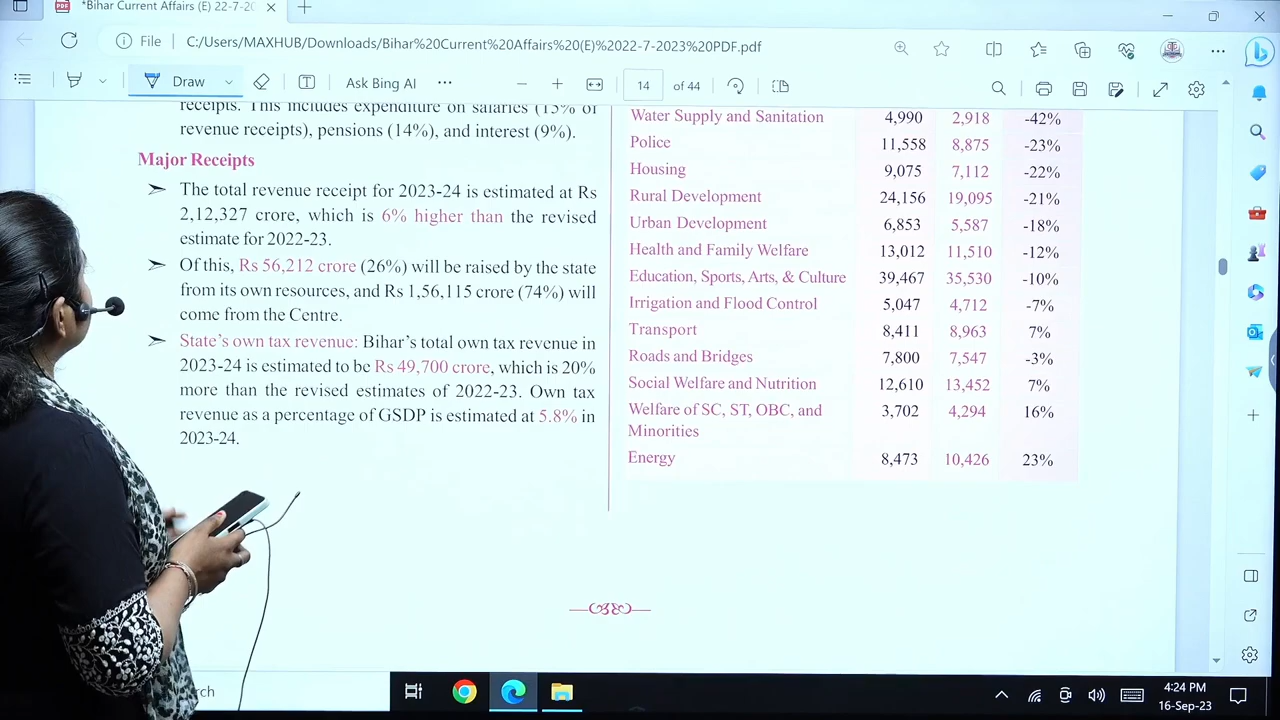 *Bihar Current Affairs (E) 22-7-20
File
C:/Users/MAXHUB/Downloads/Bihar%20Current%20Affairs%20(E)%2022-7-2023%20PDF.pdf
Draw
Ask Bing AI
14 of 44
receipts. This includes expenditure on salaries (15% of
revenue receipts), pensions (14%), and interest (9%).
Major Receipts
➢ The total revenue receipt for 2023-24 is estimated at Rs
2,12,327 crore, which is 6% higher than the revised
estimate for 2022-23.
➢ Of this, Rs 56,212 crore (26%) will be raised by the state
from its own resources, and Rs 1,56,115 crore (74%) will
come from the Centre.
➢ State's own tax revenue: Bihar's total own tax revenue in
2023-24 is estimated to be Rs 49,700 crore, which is 20%
more than the revised estimates of 2022-23. Own tax
revenue as a percentage of GSDP is estimated at 5.8% in
2023-24.
Water Supply and Sanitation 4,990 2,918 -42%
Police 11,558 8,875 -23%
Housing 9,075 7,112 -22%
Rural Development 24,156 19,095 -21%
Urban Development 6,853 5,587 -18%
Health and Family Welfare 13,012 11,510 -12%
Education, Sports, Arts, & Culture 39,467 35,530 -10%
Irrigation and Flood Control 5,047 4,712 -7%
Transport 8,411 8,963 7%
Roads and Bridges 7,800 7,547 -3%
Social Welfare and Nutrition 12,610 13,452 7%
Welfare of SC, ST, OBC, and 3,702 4,294 16%
Minorities
Energy 8,473 10,426 23%
rch
4:24 PM
16-Sep-23